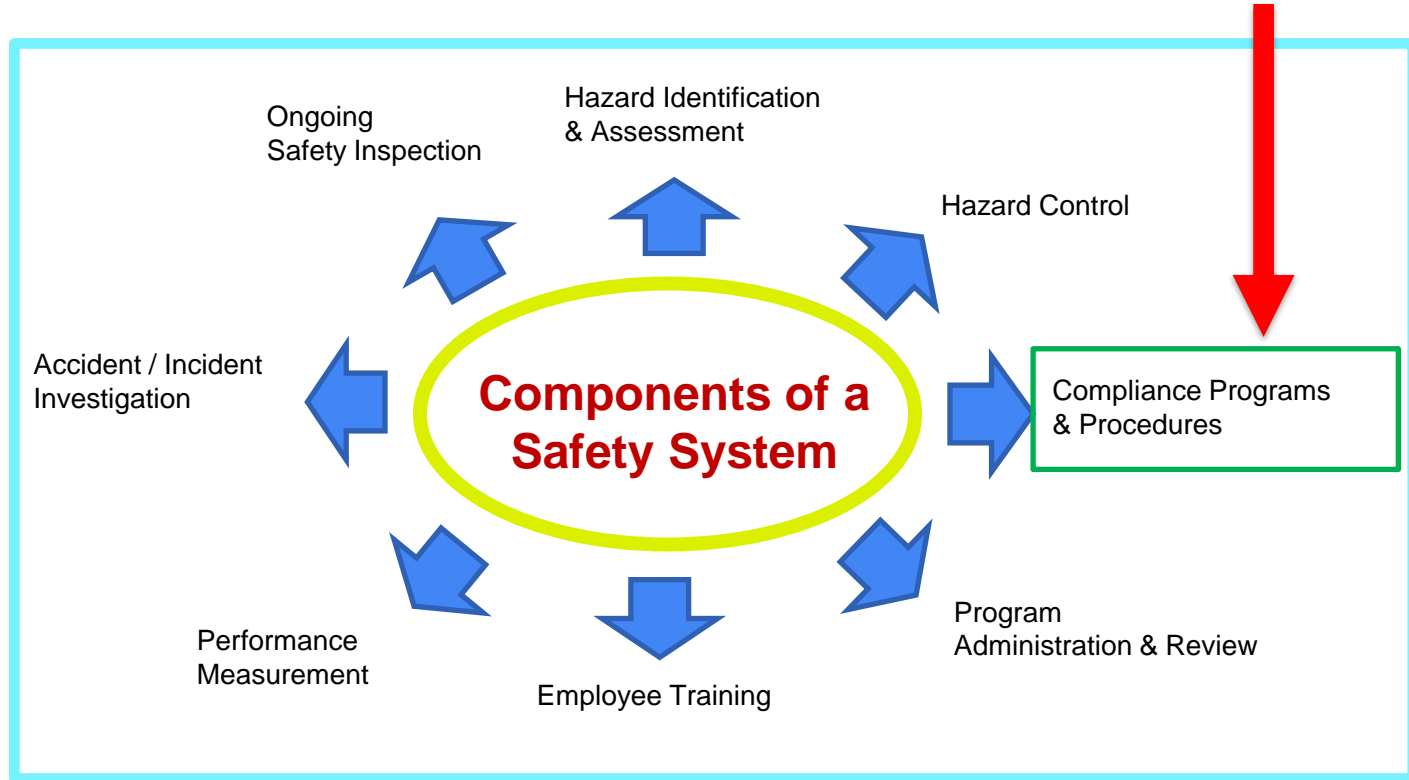 Ongoing
Safety Inspection
Hazard Identification
& Assessment
Hazard Control
Accident / Incident
Investigation
Components of a
Safety System
Compliance Programs
& Procedures
Performance
Measurement
Employee Training
Program
Administration & Review